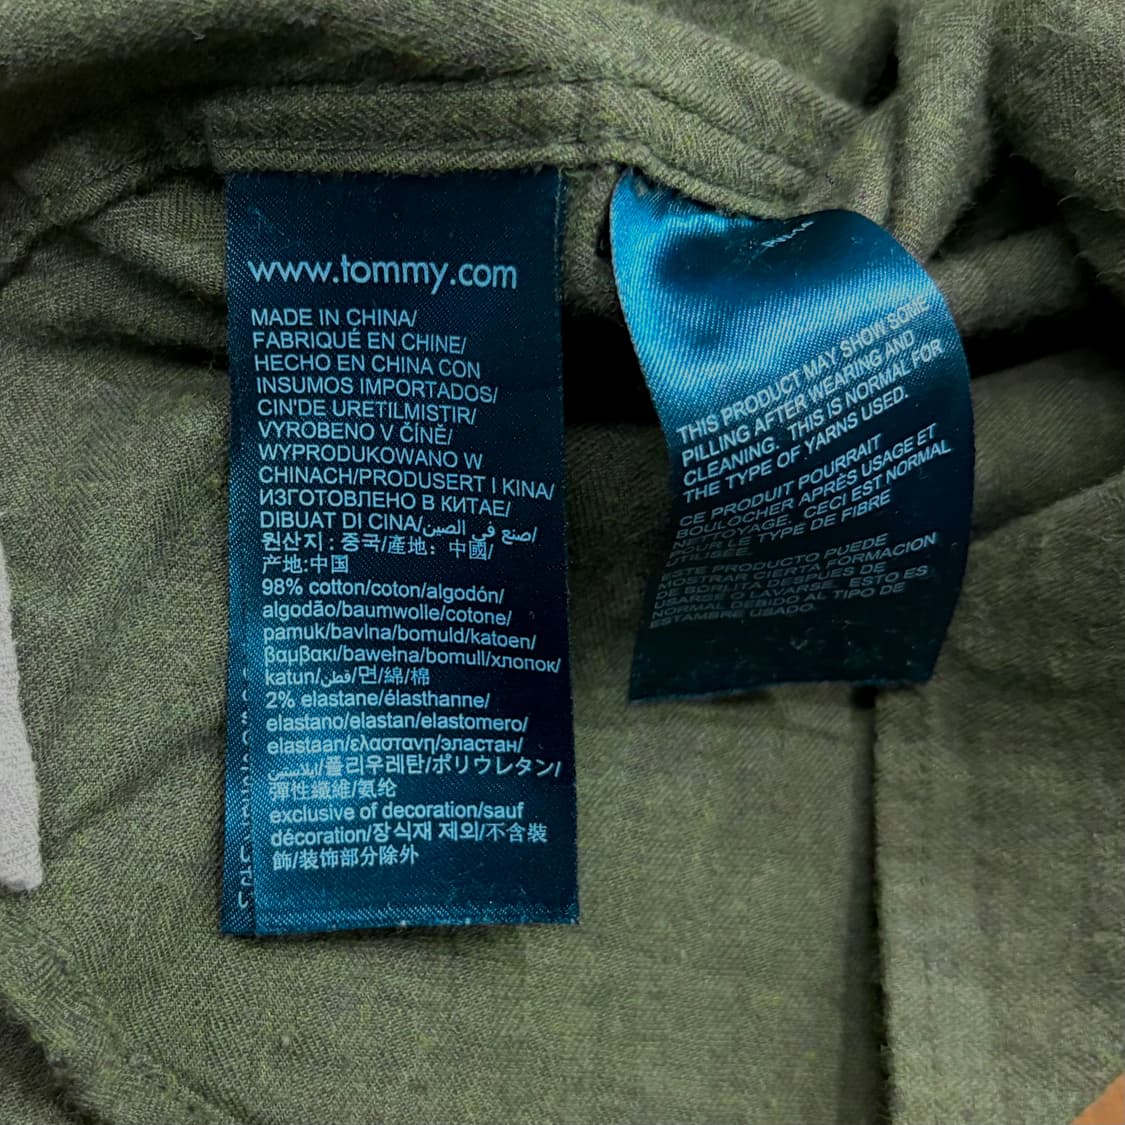 www.tommy.com
MADE IN CHINA/
FABRIQUÉ EN CHINE/
HECHO EN CHINA CON
INSUMOS IMPORTADOS/
CIN'DE URETILMISTIR/
VYROBENO V ČÍNĚ/
WYPRODUKOWANO W
CHINACH/PRODUSERT I KINA/
ИЗГОТОВЛЕНО В КИТАЕ/
DIBUAT DI CINA/صنع في الصين/
원산지 : 중국/產地: 中國/
产地:中国
98% cotton/coton/algodón/
algodão/baumwolle/cotone/
pamuk/bavlna/bomuld/katoen/
βαμβακι/bawełna/bomull/хлопок/
katun/قطن/면/綿/棉
2% elastane/élasthanne/
elastano/elastan/elastomero/
elastaan/ελαστανη/эластан/
ايلاستين/폴리우레탄/ポリウレタン/
彈性纖維/氨纶
exclusive of decoration/sauf
décoration/장식재 제외/不含裝
飾/装饰部分除外
THIS PRODUCT MAY SHOW SOME
PILLING AFTER WEARING AND
CLEANING. THIS IS NORMAL FOR
THE TYPE OF YARNS USED.
CE PRODUIT POURRAIT
BOULOCHER APRÈS USAGE ET
NETTOYAGE. CECI EST NORMAL
POUR LE TYPE DE FIBRE
UTILISÉE.
ESTE PRODUCTO PUEDE
MOSTRAR CIERTA FORMACION
DE BORLITA DESPUES DE
USARSE O LAVARSE. ESTO ES
NORMAL DEBIDO AL TIPO DE
ESTAMBRE USADO.